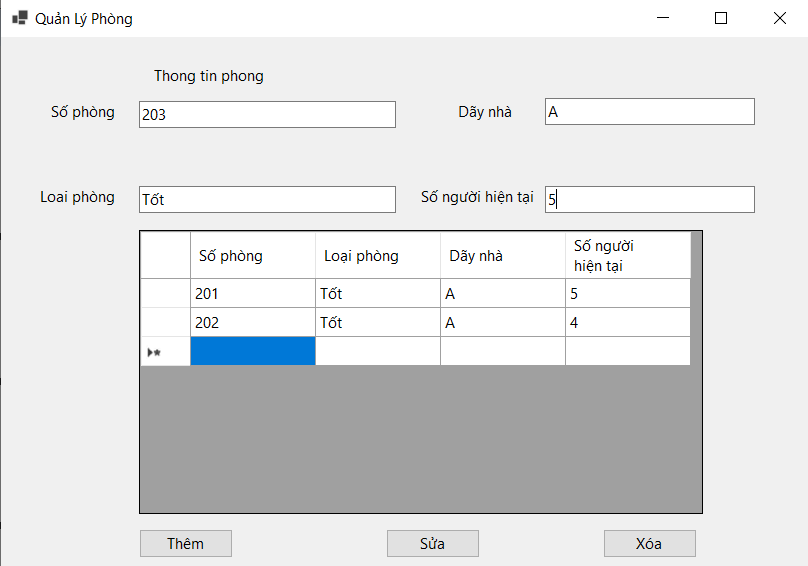 Quản Lý Phòng
Thong tin phong
Số phòng 203 Dãy nhà A
Loai phòng Tốt Số người hiện tại 5
Số phòng Loại phòng Dãy nhà Số người hiện tại
201 Tốt A 5
202 Tốt A 4
Thêm Sửa Xóa